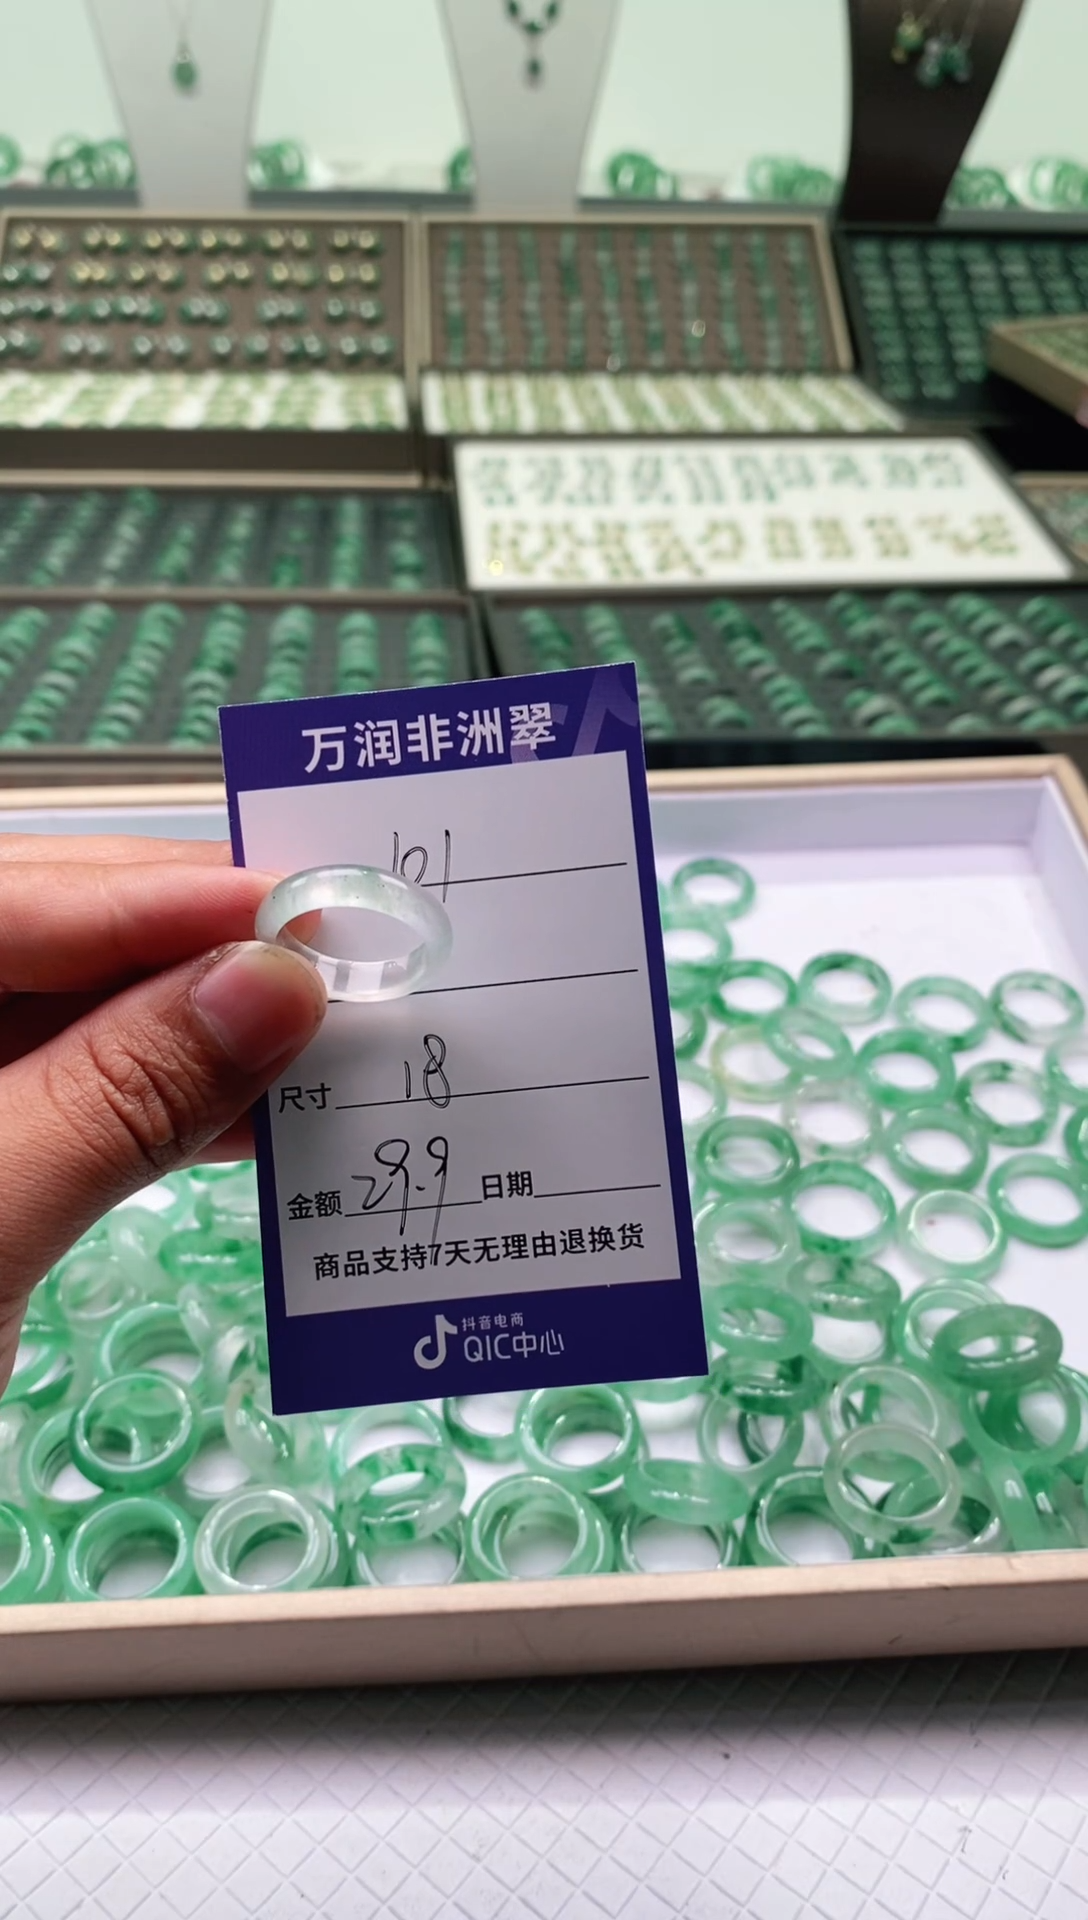 万润非洲翠
101
尺寸 18
金额 29.9 日期
商品支持7天无理由退换货
抖音电商
QIC中心